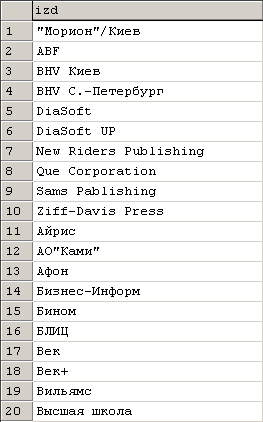 izd
1 "Морион"/Киев
2 ABF
3 BHV Киев
4 BHV С.-Петербург
5 DiaSoft
6 DiaSoft UP
7 New Riders Publishing
8 Que Corporation
9 Sams Pablishing
10 Ziff-Davis Press
11 Айрис
12 АО"Ками"
13 Афон
14 Бизнес-Информ
15 Бином
16 БЛИЦ
17 Век
18 Век+
19 Вильямс
20 Высшая школа